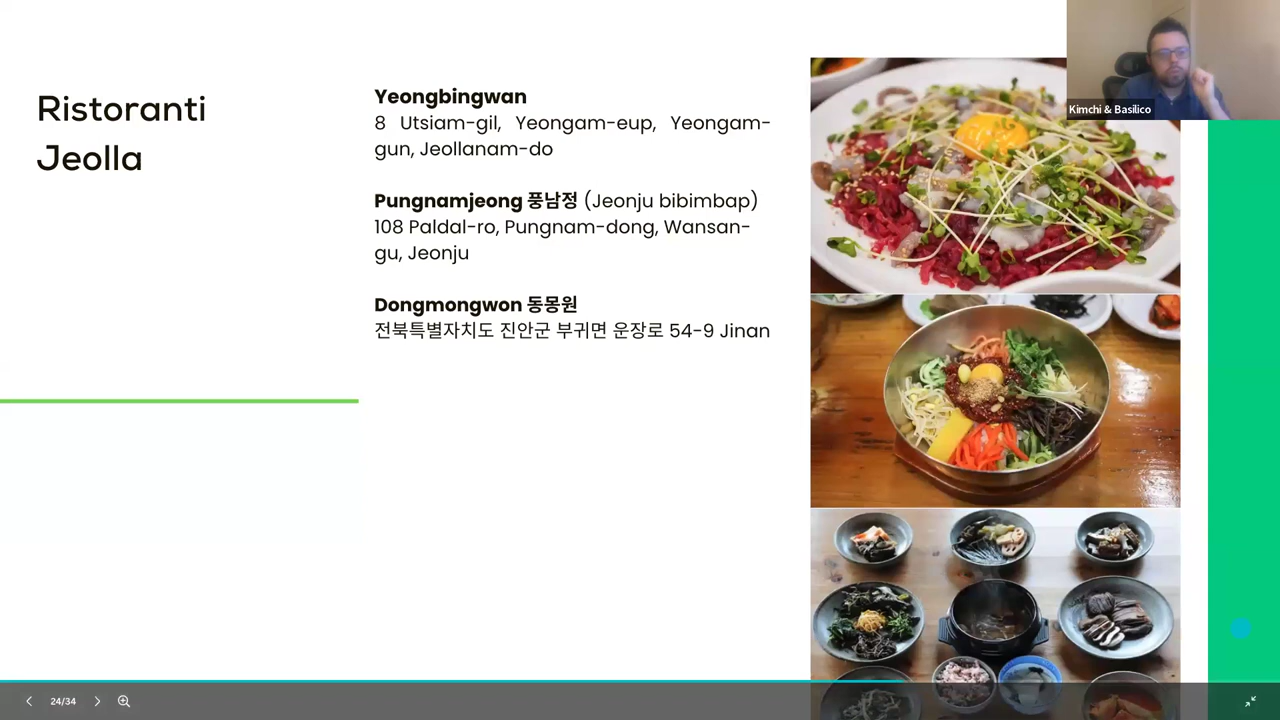 Ristoranti
Jeolla
Yeongbingwan
8 Utsiam-gil, Yeongam-eup, Yeongam-
gun, Jeollanam-do
Pungnamjeong 풍남정 (Jeonju bibimbap)
108 Paldal-ro, Pungnam-dong, Wansan-
gu, Jeonju
Dongmongwon 동몽원
전북특별자치도 진안군 부귀면 운장로 54-9 Jinan
Kimchi & Basilico
24/34